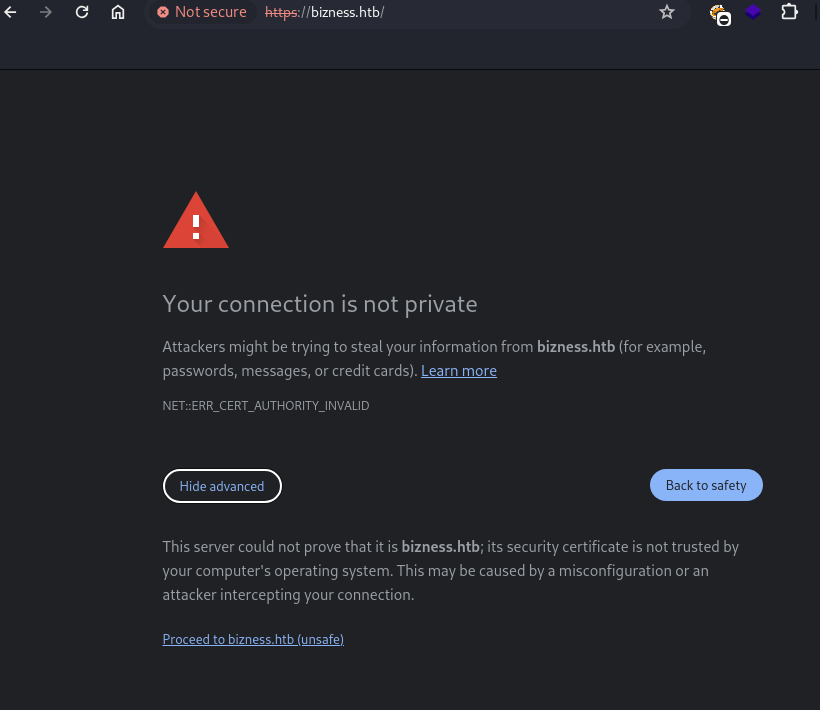 Not secure https://bizness.htb/
Your connection is not private
Attackers might be trying to steal your information from bizness.htb (for example,
passwords, messages, or credit cards). Learn more
NET::ERR_CERT_AUTHORITY_INVALID
Hide advanced Back to safety
This server could not prove that it is bizness.htb; its security certificate is not trusted by
your computer's operating system. This may be caused by a misconfiguration or an
attacker intercepting your connection.
Proceed to bizness.htb (unsafe)